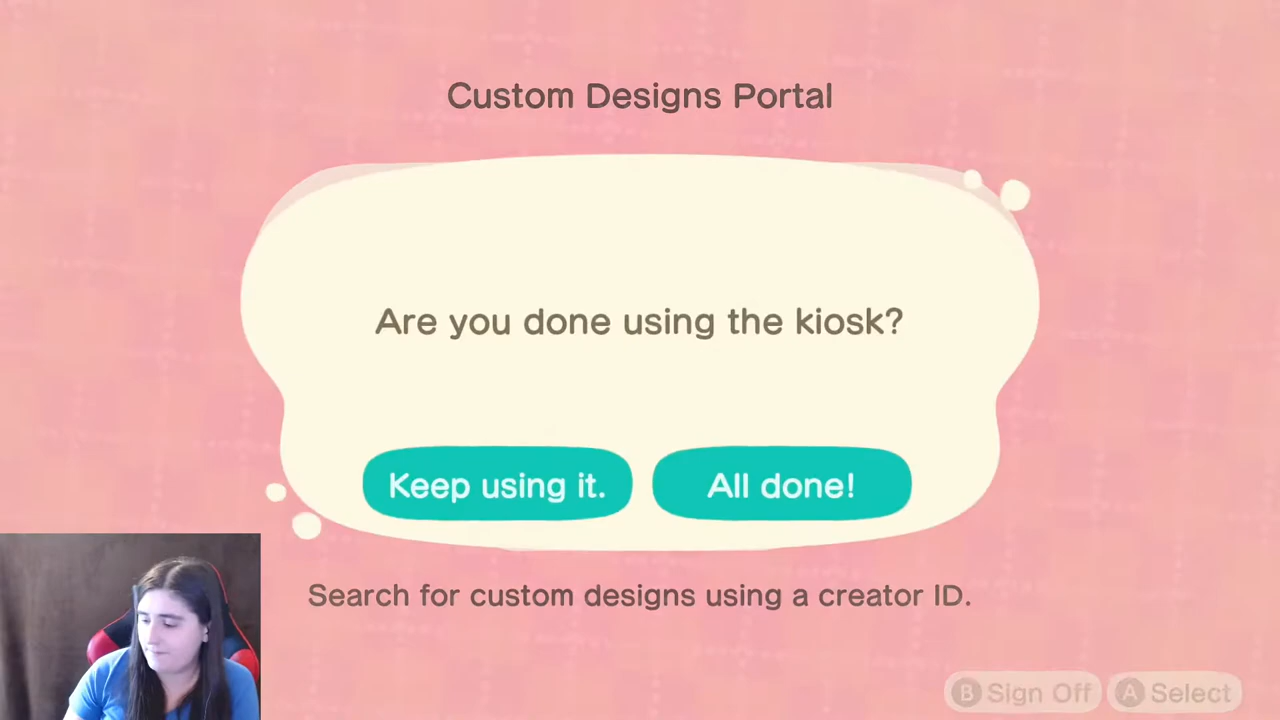 Custom Designs Portal
Are you done using the kiosk?
Keep using it. All done!
Search for custom designs using a creator ID.
B Sign Off A Select